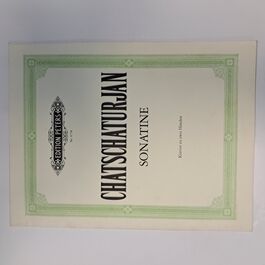 EDITION PETERS
CHATSCHATURJAN
SONATINE
Klavier zu zwei Händen